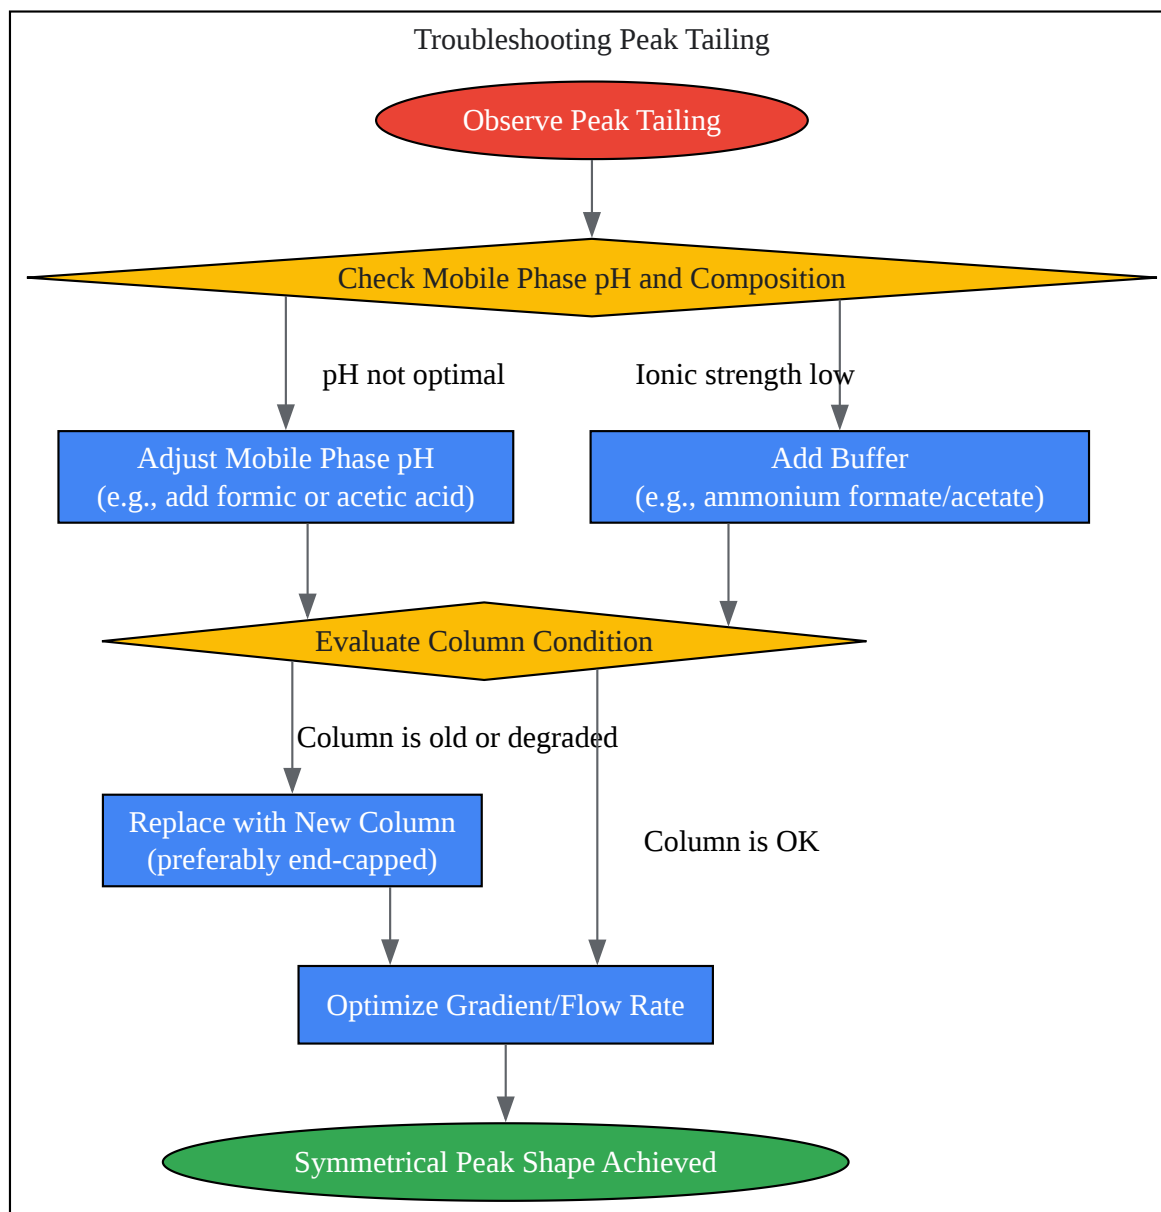 Troubleshooting Peak Tailing
Observe Peak Tailing
Check Mobile Phase pH and Composition
pH not optimal
Ionic strength low
Adjust Mobile Phase pH
(e.g., add formic or acetic acid)
Add Buffer
(e.g., ammonium formate/acetate)
Evaluate Column Condition
Column is old or degraded
Replace with New Column
(preferably end-capped)
Column is OK
Optimize Gradient/Flow Rate
Symmetrical Peak Shape Achieved